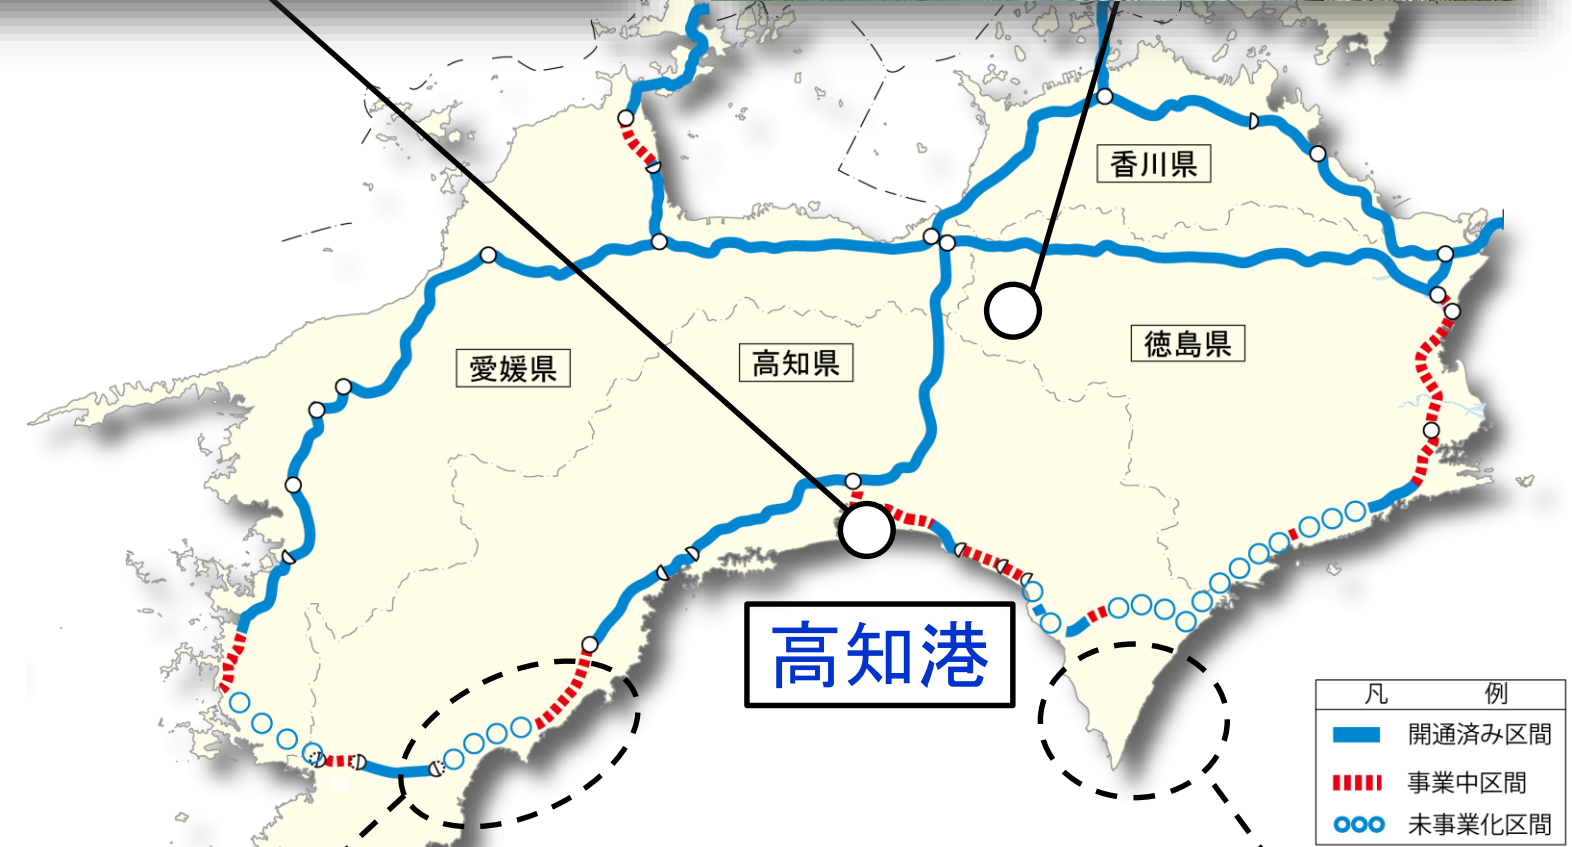 香川県
徳島県
愛媛県
高知県
高知港
凡 例
開通済み区間
事業中区間
未事業化区間